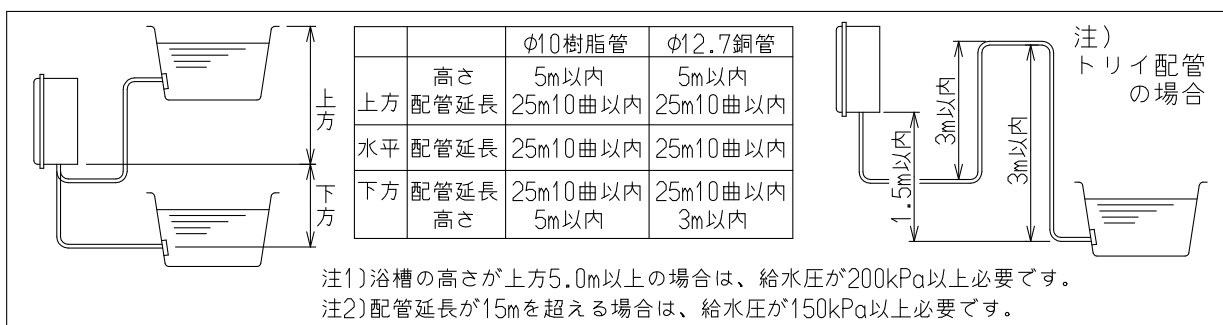 上方
下方
φ10樹脂管 φ12.7銅管
上方 高さ 5m以内 5m以内
配管延長 25m10曲以内 25m10曲以内
水平 配管延長 25m10曲以内 25m10曲以内
下方 配管延長 25m10曲以内 25m10曲以内
高さ 5m以内 3m以内
注)
トリイ配管
の場合
1.5m以内
3m以内
3m以内
注1)浴槽の高さが上方5.0m以上の場合は、給水圧が200kPa以上必要です。
注2)配管延長が15mを超える場合は、給水圧が150kPa以上必要です。